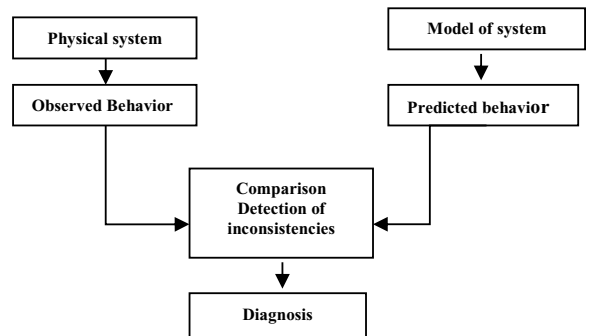 Physical system
Model of system
Observed Behavior
Predicted behavior
Comparison
Detection of
inconsistencies
Diagnosis